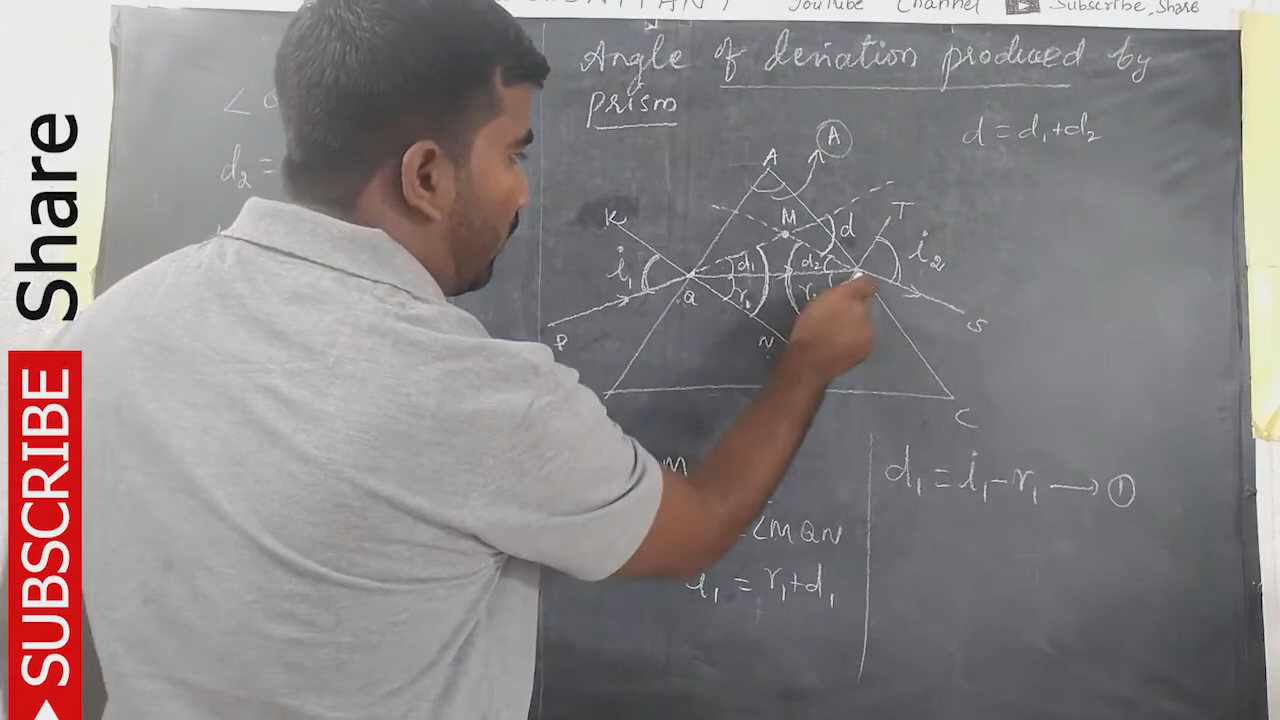 YouTube Channel Subscribe, Share
Angle of deviation produced by
prism
d = d₁+d₂
∠
d₂ =
A
A
K
M
d
T
i₁
d₁
d₂
i₂
r₁
Q
P
N
S
C
M
d₁ = i₁-r₁ → ①
=∠MQN
i₁ = r₁+d₁
Share
SUBSCRIBE